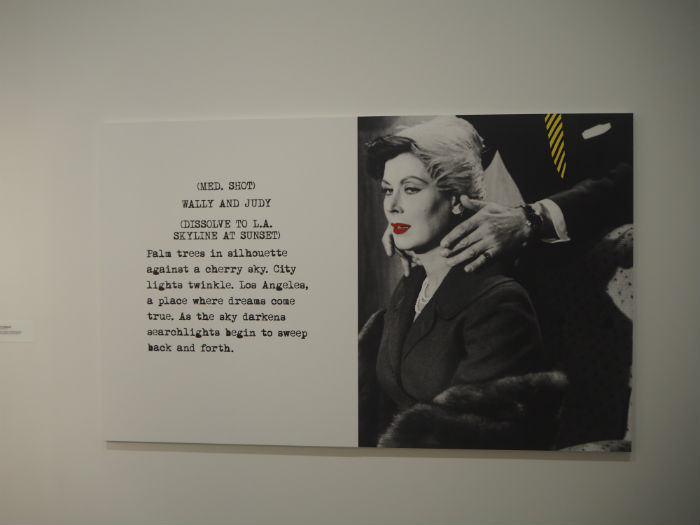 (MED. SHOT)
WALLY AND JUDY
(DISSOLVE TO L.A.
SKYLINE AT SUNSET)
Palm trees in silhouette
against a cherry sky. City
lights twinkle. Los Angeles,
a place where dreams come
true. As the sky darkens
searchlights begin to sweep
back and forth.